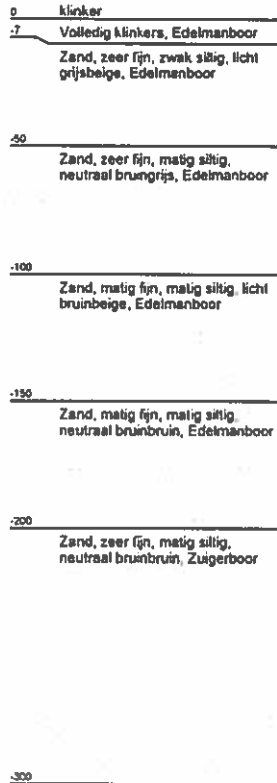 0 klinker
-7 Volledig klinkers, Edelmanboor
Zand, zeer fijn, zwak siltig, licht
grijsbeige, Edelmanboor
-50
Zand, zeer fijn, matig siltig,
neutraal bruingrijs, Edelmanboor
-100
Zand, matig fijn, matig siltig, licht
bruinbeige, Edelmanboor
-150
Zand, matig fijn, matig siltig,
neutraal bruinbruin, Edelmanboor
-200
Zand, zeer fijn, matig siltig,
neutraal bruinbruin, Zuigerboor
-300